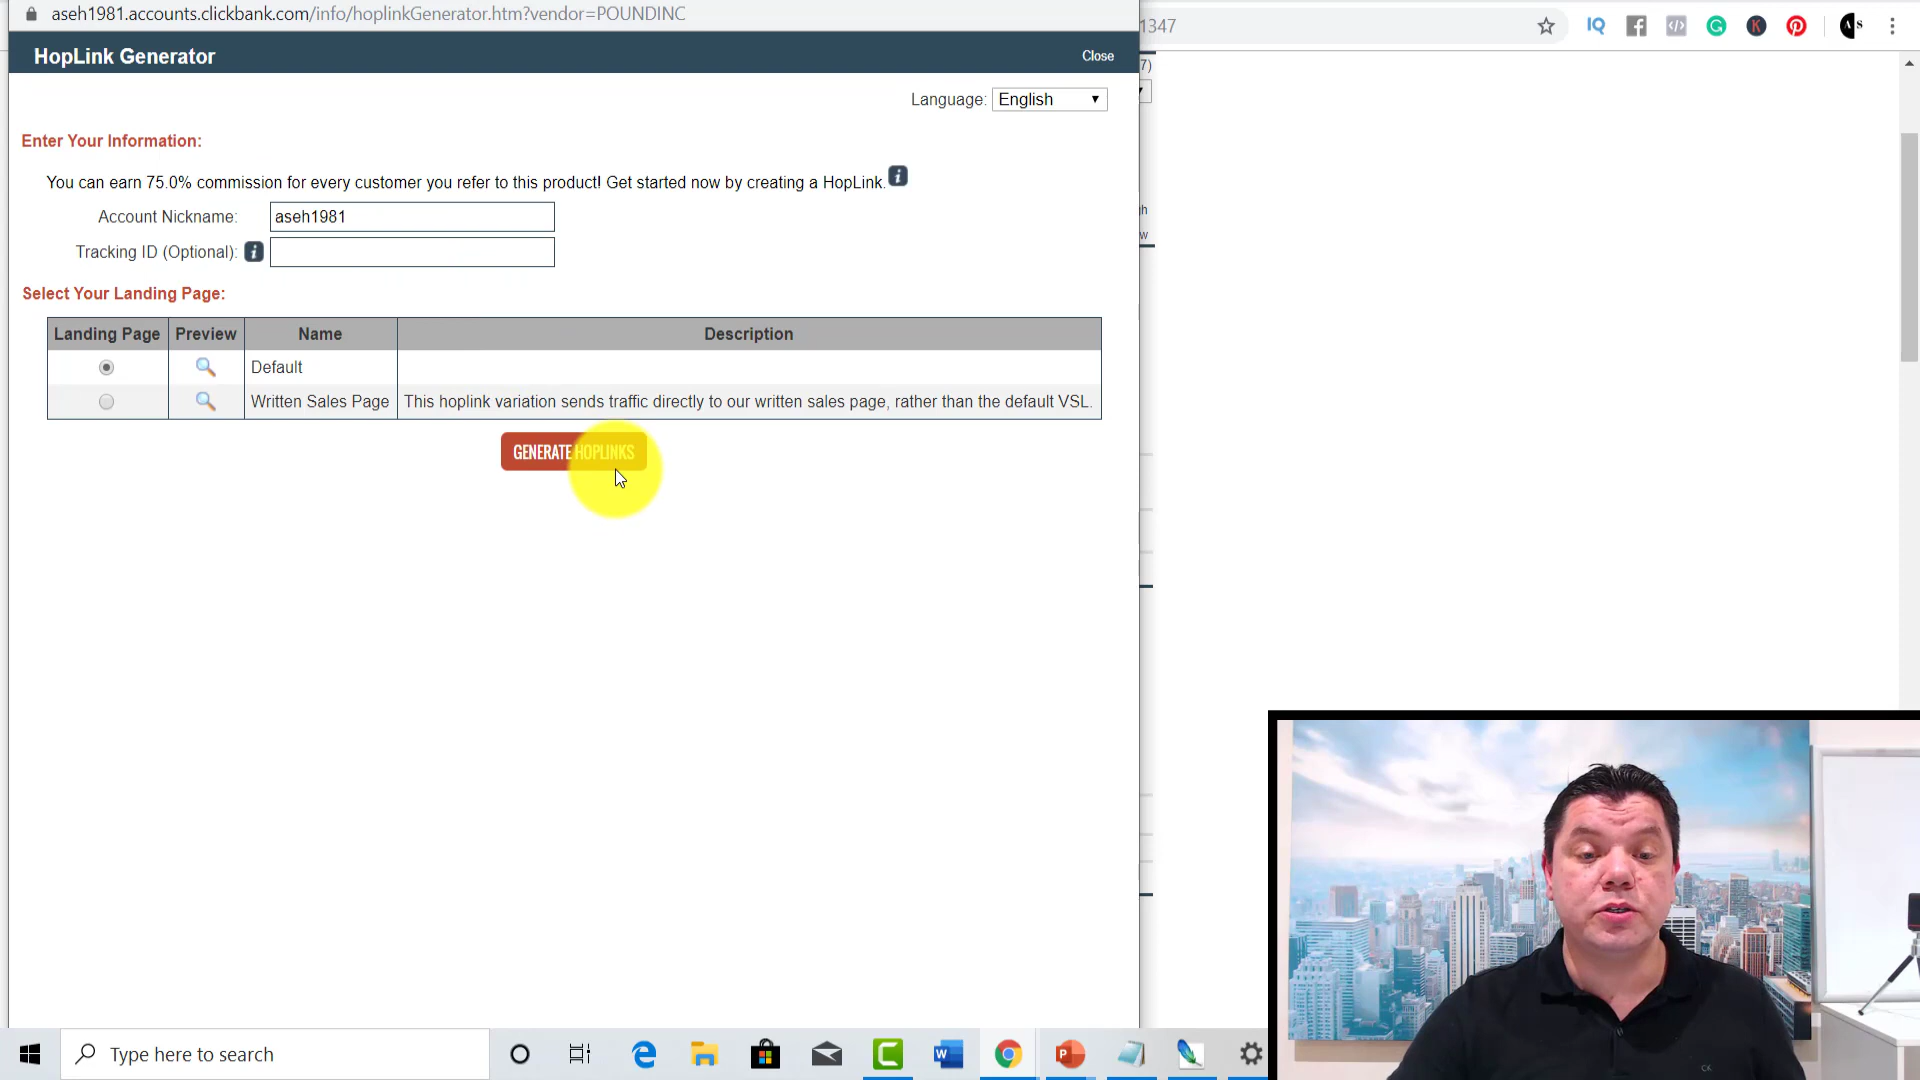 aseh1981.accounts.clickbank.com/info/hoplinkGenerator.htm?vendor=POUNDINC
1347
HopLink Generator
Close
7)
Language: English
Enter Your Information:
You can earn 75.0% commission for every customer you refer to this product! Get started now by creating a HopLink.
Account Nickname: aseh1981
Tracking ID (Optional):
Select Your Landing Page:
Landing Page Preview Name Description
Default
Written Sales Page This hoplink variation sends traffic directly to our written sales page, rather than the default VSL.
GENERATE HOPLINKS
Type here to search